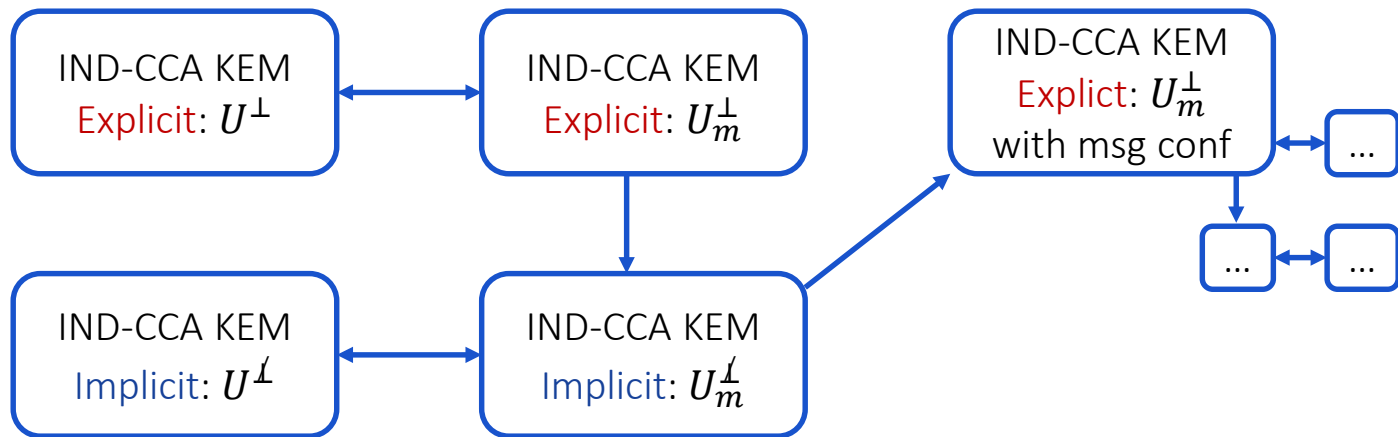 IND-CCA KEM
Explicit: U^⊥
IND-CCA KEM
Explicit: U_m^⊥
IND-CCA KEM
Explict: U_m^⊥
with msg conf
...
...
...
IND-CCA KEM
Implicit: U^⊥̸
IND-CCA KEM
Implicit: U_m^⊥̸